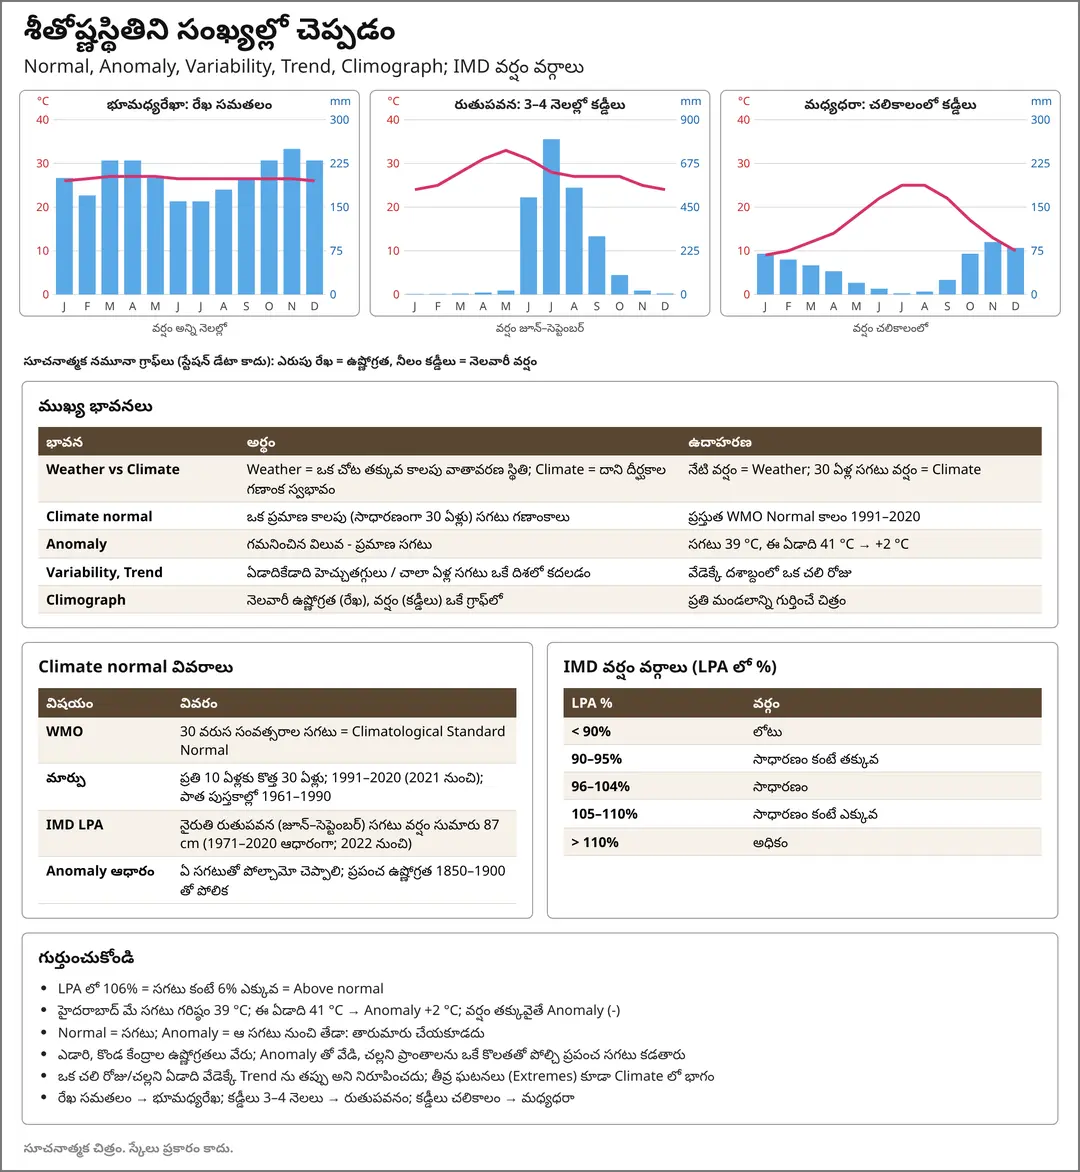 శీతోష్ణస్థితిని సంఖ్యల్లో చెప్పడం
Normal, Anomaly, Variability, Trend, Climograph; IMD వర్షం వర్గాలు
°C భూమధ్యరేఖా: రేఖ సమతలం mm
40 300
30 225
20 150
10 75
0 0
J F M A M J J A S O N D
వర్షం అన్ని నెలల్లో
°C రుతుపవన: 3–4 నెలల్లో కడ్డీలు mm
40 900
30 675
20 450
10 225
0 0
J F M A M J J A S O N D
వర్షం జూన్–సెప్టెంబర్
°C మధ్యధరా: చలికాలంలో కడ్డీలు mm
40 300
30 225
20 150
10 75
0 0
J F M A M J J A S O N D
వర్షం చలికాలంలో
సూచనాత్మక నమూనా గ్రాఫ్‌లు (స్టేషన్ డేటా కాదు): ఎరుపు రేఖ = ఉష్ణోగ్రత, నీలం కడ్డీలు = నెలవారీ వర్షం
ముఖ్య భావనలు
భావన అర్థం ఉదాహరణ
Weather vs Climate Weather = ఒక చోట తక్కువ కాలపు వాతావరణ స్థితి; Climate = దాని దీర్ఘకాల నేటి వర్షం = Weather; 30 ఏళ్ల సగటు వర్షం = Climate
గణాంక స్వభావం
Climate normal ఒక ప్రమాణ కాలపు (సాధారణంగా 30 ఏళ్లు) సగటు గణాంకాలు ప్రస్తుత WMO Normal కాలం 1991–2020
Anomaly గమనించిన విలువ - ప్రమాణ సగటు సగటు 39 °C, ఈ ఏడాది 41 °C → +2 °C
Variability, Trend ఏడాదికేడాది హెచ్చుతగ్గులు / చాలా ఏళ్ల సగటు ఒకే దిశలో కదలడం వేడెక్కే దశాబ్దంలో ఒక చలి రోజు
Climograph నెలవారీ ఉష్ణోగ్రత (రేఖ), వర్షం (కడ్డీలు) ఒకే గ్రాఫ్‌లో ప్రతి మండలాన్ని గుర్తించే చిత్రం
Climate normal వివరాలు
విషయం వివరం
WMO 30 వరుస సంవత్సరాల సగటు = Climatological Standard
Normal
మార్పు ప్రతి 10 ఏళ్లకు కొత్త 30 ఏళ్లు; 1991–2020 (2021 నుంచి);
పాత పుస్తకాల్లో 1961–1990
IMD LPA నైరుతి రుతుపవన (జూన్–సెప్టెంబర్) సగటు వర్షం సుమారు 87
cm (1971–2020 ఆధారంగా; 2022 నుంచి)
Anomaly ఆధారం ఏ సగటుతో పోల్చామో చెప్పాలి; ప్రపంచ ఉష్ణోగ్రత 1850–1900
తో పోలిక
IMD వర్షం వర్గాలు (LPA లో %)
LPA % వర్గం
< 90% లోటు
90–95% సాధారణం కంటే తక్కువ
96–104% సాధారణం
105–110% సాధారణం కంటే ఎక్కువ
> 110% అధికం
గుర్తుంచుకోండి
• LPA లో 106% = సగటు కంటే 6% ఎక్కువ = Above normal
• హైదరాబాద్ మే సగటు గరిష్ఠం 39 °C; ఈ ఏడాది 41 °C → Anomaly +2 °C; వర్షం తక్కువైతే Anomaly (-)
• Normal = సగటు; Anomaly = ఆ సగటు నుంచి తేడా: తారుమారు చేయకూడదు
• ఎడారి, కొండ కేంద్రాల ఉష్ణోగ్రతలు వేరు; Anomaly తో వేడి, చల్లని ప్రాంతాలను ఒకే కొలతతో పోల్చి ప్రపంచ సగటు కడతారు
• ఒక చలి రోజు/చల్లని ఏడాది వేడెక్కే Trend ను తప్పు అని నిరూపించదు; తీవ్ర ఘటనలు (Extremes) కూడా Climate లో భాగం
• రేఖ సమతలం → భూమధ్యరేఖ; కడ్డీలు 3–4 నెలలు → రుతుపవనం; కడ్డీలు చలికాలం → మధ్యధరా
సూచనాత్మక చిత్రం. స్కేలు ప్రకారం కాదు.